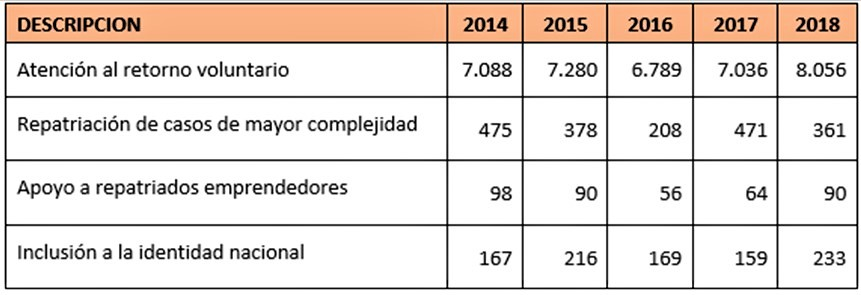 DESCRIPCION 2014 2015 2016 2017 2018
Atención al retorno voluntario 7.088 7.280 6.789 7.036 8.056
Repatriación de casos de mayor complejidad 475 378 208 471 361
Apoyo a repatriados emprendedores 98 90 56 64 90
Inclusión a la identidad nacional 167 216 169 159 233